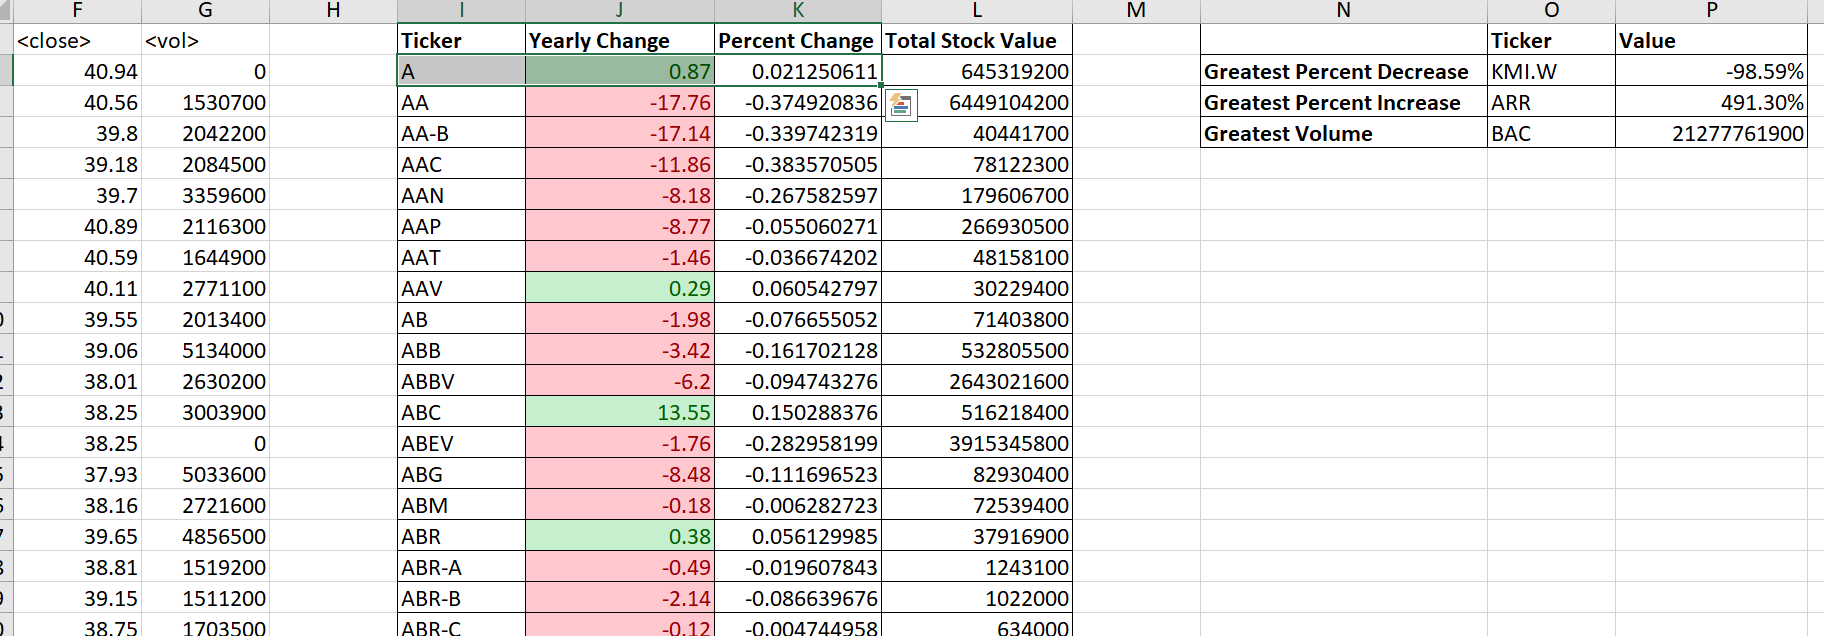 F G H I J K L M N O P
<close> <vol> Ticker Yearly Change Percent Change Total Stock Value Ticker Value
40.94 0 A 0.87 0.021250611 645319200 Greatest Percent Decrease KMI.W -98.59%
40.56 1530700 AA -17.76 -0.374920836 6449104200 Greatest Percent Increase ARR 491.30%
39.8 2042200 AA-B -17.14 -0.339742319 40441700 Greatest Volume BAC 21277761900
39.18 2084500 AAC -11.86 -0.383570505 78122300
39.7 3359600 AAN -8.18 -0.267582597 179606700
40.89 2116300 AAP -8.77 -0.055060271 266930500
40.59 1644900 AAT -1.46 -0.036674202 48158100
40.11 2771100 AAV 0.29 0.060542797 30229400
39.55 2013400 AB -1.98 -0.076655052 71403800
39.06 5134000 ABB -3.42 -0.161702128 532805500
38.01 2630200 ABBV -6.2 -0.094743276 2643021600
38.25 3003900 ABC 13.55 0.150288376 516218400
38.25 0 ABEV -1.76 -0.282958199 3915345800
37.93 5033600 ABG -8.48 -0.111696523 82930400
38.16 2721600 ABM -0.18 -0.006282723 72539400
39.65 4856500 ABR 0.38 0.056129985 37916900
38.81 1519200 ABR-A -0.49 -0.019607843 1243100
39.15 1511200 ABR-B -2.14 -0.086639676 1022000
38.75 1703500 ABR-C -0.12 -0.004744958 634000